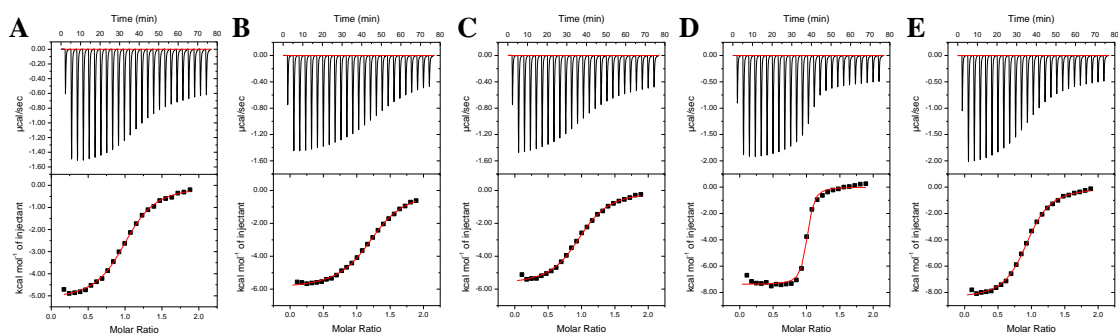 A
Time (min)
0 10 20 30 40 50 60 70 80
0.00
-0.20
-0.40
-0.60
-0.80
-1.00
-1.20
-1.40
-1.60
µcal/sec
0.00
-1.00
-2.00
-3.00
-4.00
-5.00
kcal mol⁻¹ of injectant
0.0 0.5 1.0 1.5 2.0
Molar Ratio
B
Time (min)
0 10 20 30 40 50 60 70 80
0.00
-0.40
-0.80
-1.20
-1.60
µcal/sec
0.00
-2.00
-4.00
-6.00
kcal mol⁻¹ of injectant
0.0 0.5 1.0 1.5 2.0
Molar Ratio
C
Time (min)
0 10 20 30 40 50 60 70 80
0.00
-0.40
-0.80
-1.20
-1.60
µcal/sec
0.00
-2.00
-4.00
-6.00
kcal mol⁻¹ of injectant
0.0 0.5 1.0 1.5 2.0
Molar Ratio
D
Time (min)
0 10 20 30 40 50 60 70 80
0.00
-0.50
-1.00
-1.50
-2.00
µcal/sec
0.00
-2.00
-4.00
-6.00
-8.00
kcal mol⁻¹ of injectant
0.0 0.5 1.0 1.5 2.0
Molar Ratio
E
Time (min)
0 10 20 30 40 50 60 70 80
0.00
-0.50
-1.00
-1.50
-2.00
µcal/sec
0.00
-2.00
-4.00
-6.00
-8.00
kcal mol⁻¹ of injectant
0.0 0.5 1.0 1.5 2.0
Molar Ratio